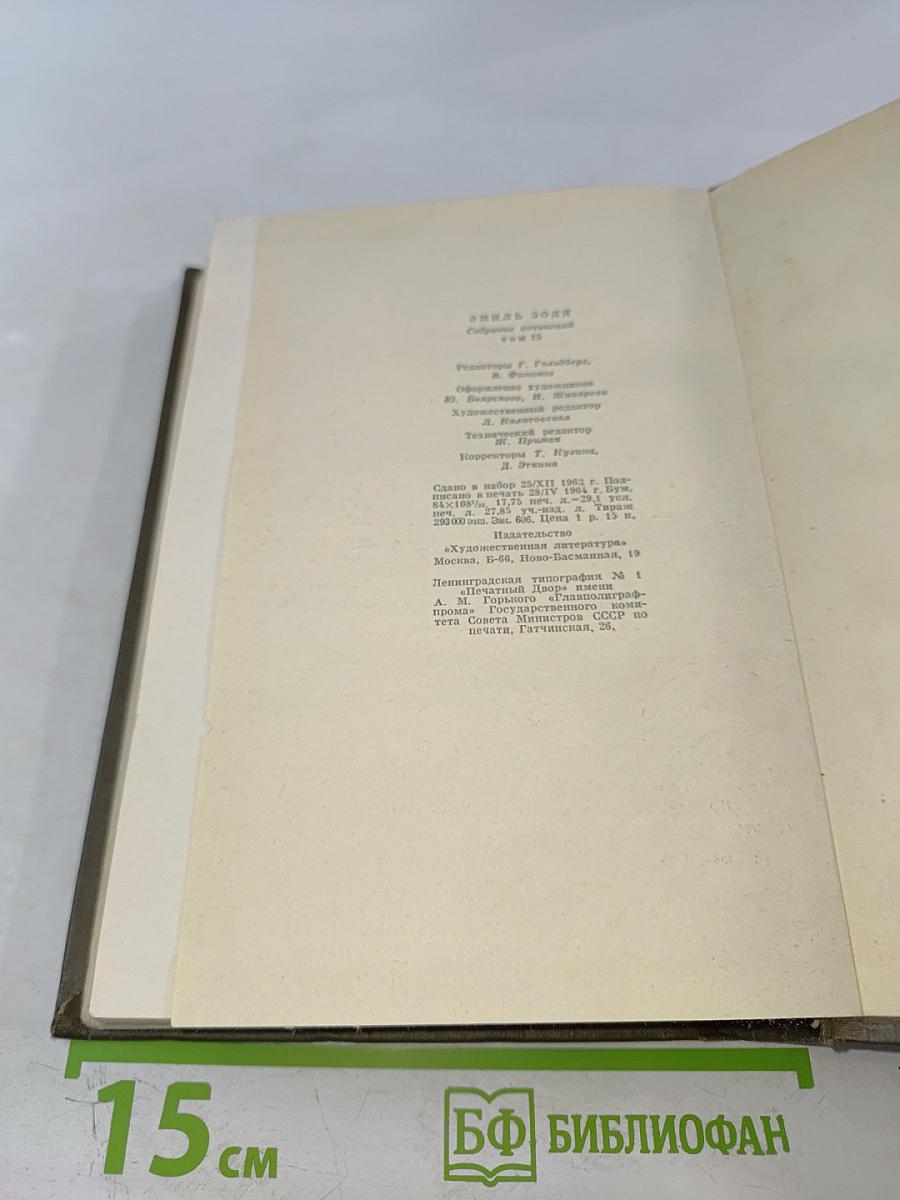 ЭМИЛЬ ЗОЛЯ
Собрание сочинений
ТОМ 15
Редакторы Г. Гольдберг,
В. Фиников
Оформление художников
Ю. Боярского, И. Жихарева
Художественный редактор
Л. Калитовская
Технический редактор
Ж. Примак
Корректоры Т. Кузина,
Д. Эткина
Сдано в набор 25/XII 1963 г. Под-
писано в печать 28/IV 1964 г. Бум.
84×108¹/₃₂. 17,75 печ. л.=29,1 усл.
печ. л. 27,85 уч.-изд. л. Тираж
293 000 экз. Зак. 606. Цена 1 р. 15 к.
Издательство
«Художественная литература»
Москва, Б-66, Ново-Басманная, 19
Ленинградская типография № 1
«Печатный Двор» имени
А. М. Горького «Главполиграф-
прома» Государственного коми-
тета Совета Министров СССР по
печати, Гатчинская, 26.
15 см
БФ БИБЛИОФАН